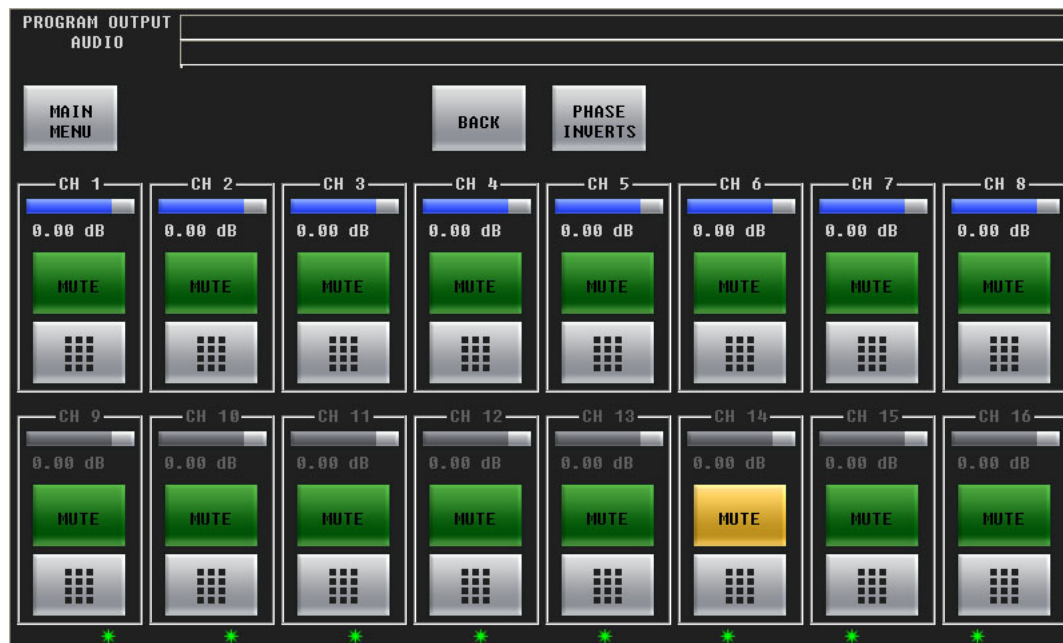 PROGRAM OUTPUT
AUDIO
MAIN
MENU
BACK
PHASE
INVERTS
CH 1 CH 2 CH 3 CH 4 CH 5 CH 6 CH 7 CH 8
0.00 dB 0.00 dB 0.00 dB 0.00 dB 0.00 dB 0.00 dB 0.00 dB 0.00 dB
MUTE MUTE MUTE MUTE MUTE MUTE MUTE MUTE
CH 9 CH 10 CH 11 CH 12 CH 13 CH 14 CH 15 CH 16
0.00 dB 0.00 dB 0.00 dB 0.00 dB 0.00 dB 0.00 dB 0.00 dB 0.00 dB
MUTE MUTE MUTE MUTE MUTE MUTE MUTE MUTE